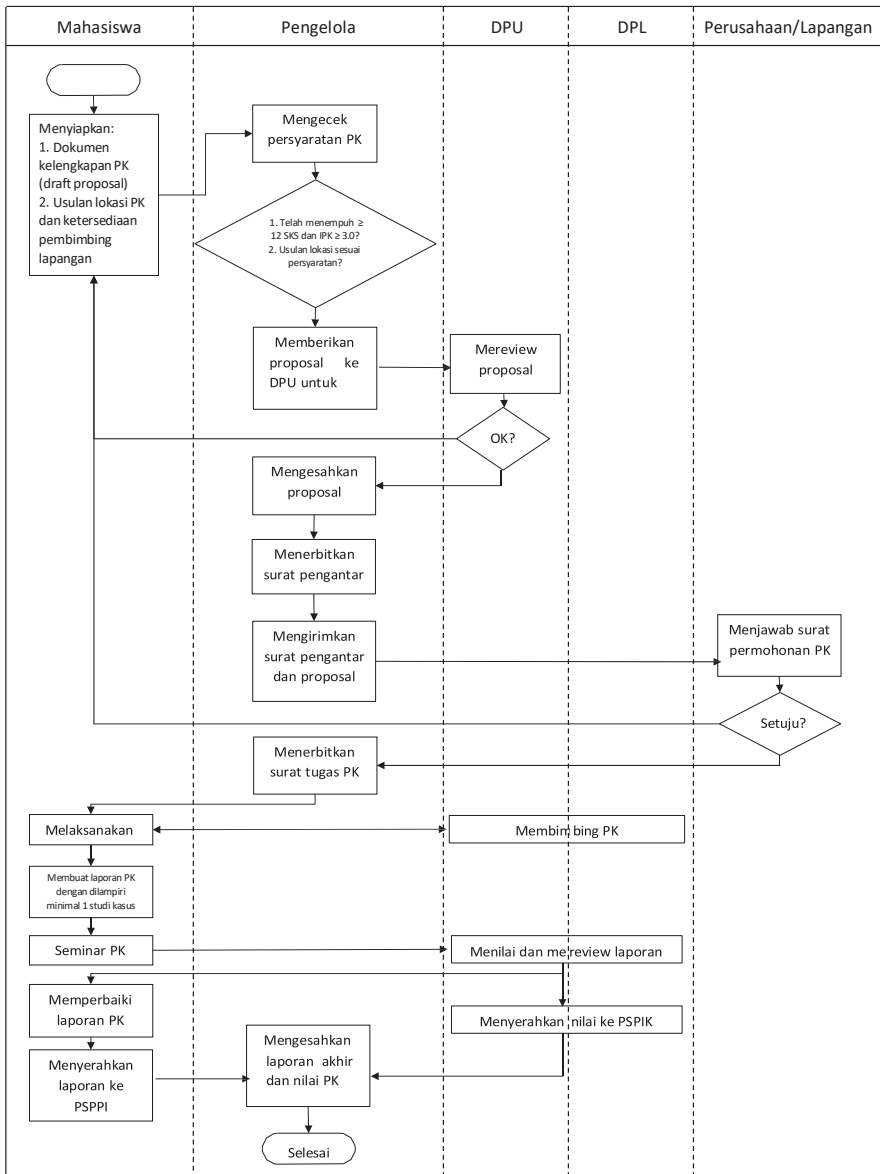 Mahasiswa
Pengelola
DPU
DPL
Perusahaan/Lapangan
Menyiapkan:
1. Dokumen
kelengkapan PK
(draft proposal)
2. Usulan lokasi PK
dan ketersediaan
pembimbing
lapangan
Mengecek
persyaratan PK
1. Telah menempuh ≥
12 SKS dan IPK ≥ 3.0?
2. Usulan lokasi sesuai
persyaratan?
Memberikan
proposal ke
DPU untuk
Mereview
proposal
OK?
Mengesahkan
proposal
Menerbitkan
surat pengantar
Mengirimkan
surat pengantar
dan proposal
Menjawab surat
permohonan PK
Setuju?
Menerbitkan
surat tugas PK
Melaksanakan
Membimbing PK
Membuat laporan PK
dengan dilampiri
minimal 1 studi kasus
Seminar PK
Menilai dan mereview laporan
Memperbaiki
laporan PK
Menyerahkan nilai ke PSPIK
Menyerahkan
laporan ke
PSPPI
Mengesahkan
laporan akhir
dan nilai PK
Selesai